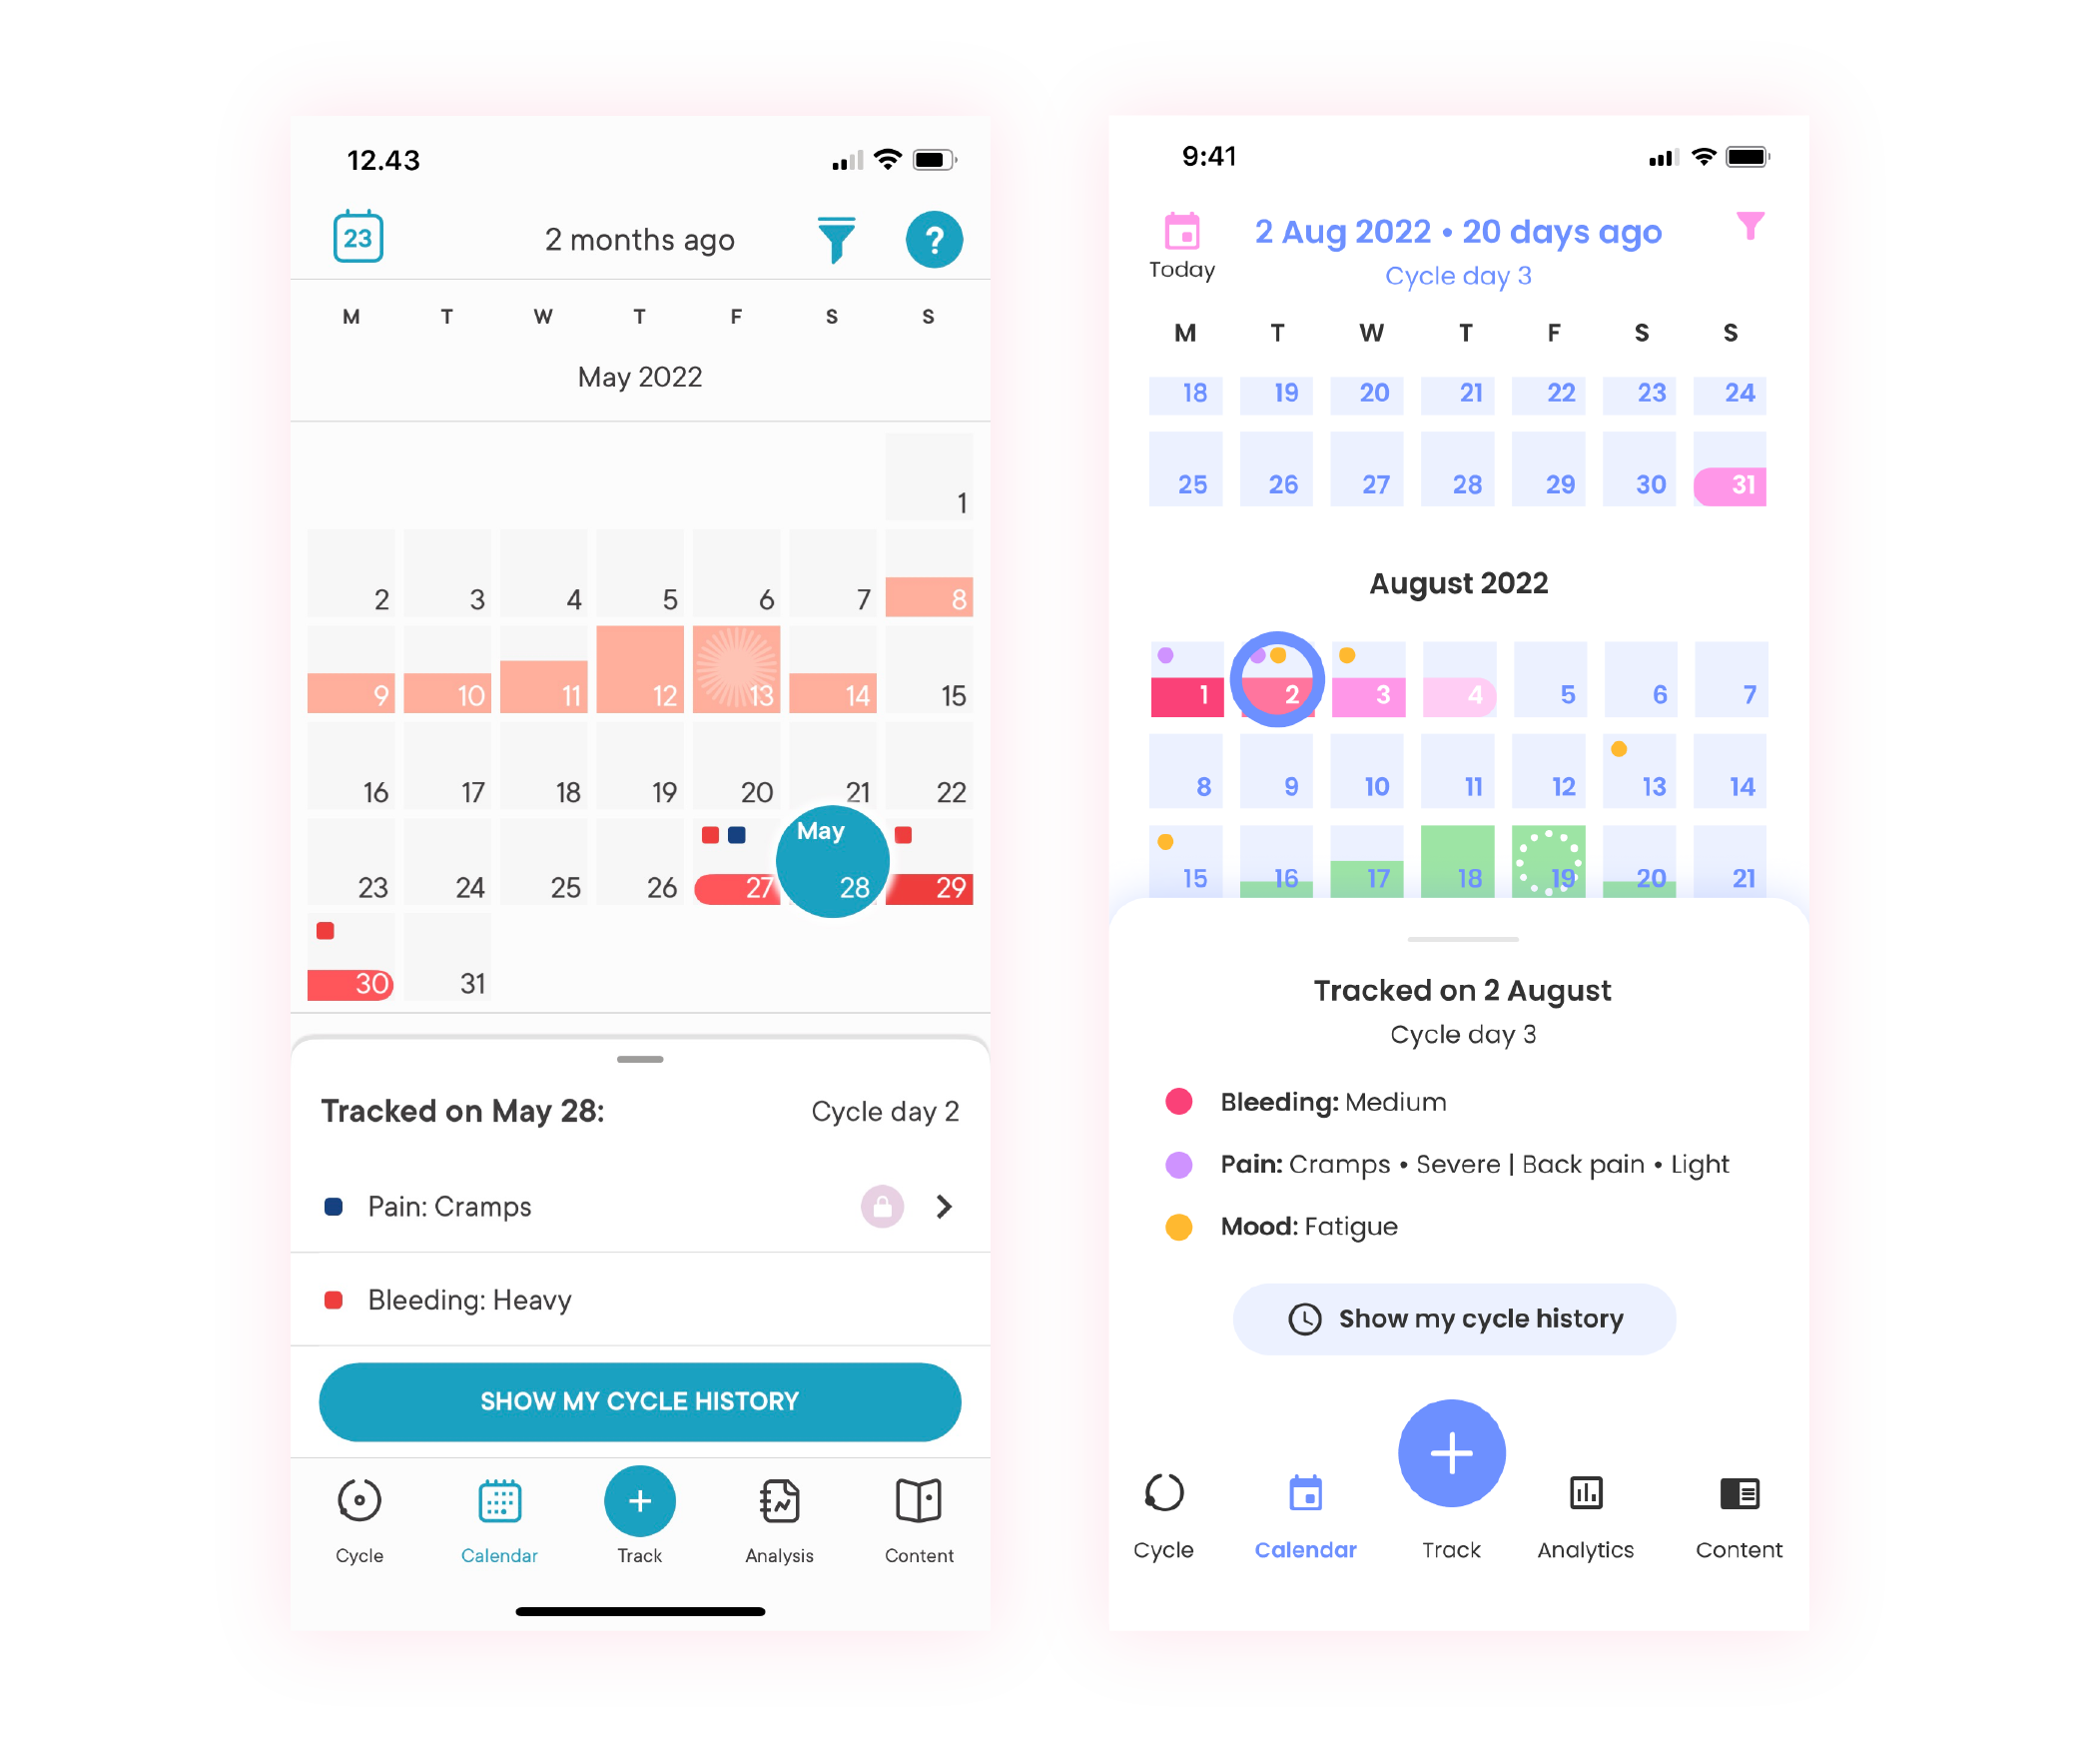 12.43
23
2 months ago
?
M T W T F S S
May 2022
1
2 3 4 5 6 7 8
9 10 11 12 13 14 15
16 17 18 19 20 21 22
May
23 24 25 26 27 28 29
30 31
Tracked on May 28:
Cycle day 2
Pain: Cramps
Bleeding: Heavy
SHOW MY CYCLE HISTORY
Cycle Calendar Track Analysis Content
9:41
Today
2 Aug 2022 • 20 days ago
Cycle day 3
M T W T F S S
18 19 20 21 22 23 24
25 26 27 28 29 30 31
August 2022
1 2 3 4 5 6 7
8 9 10 11 12 13 14
15 16 17 18 19 20 21
Tracked on 2 August
Cycle day 3
Bleeding: Medium
Pain: Cramps • Severe | Back pain • Light
Mood: Fatigue
Show my cycle history
Cycle Calendar Track Analytics Content